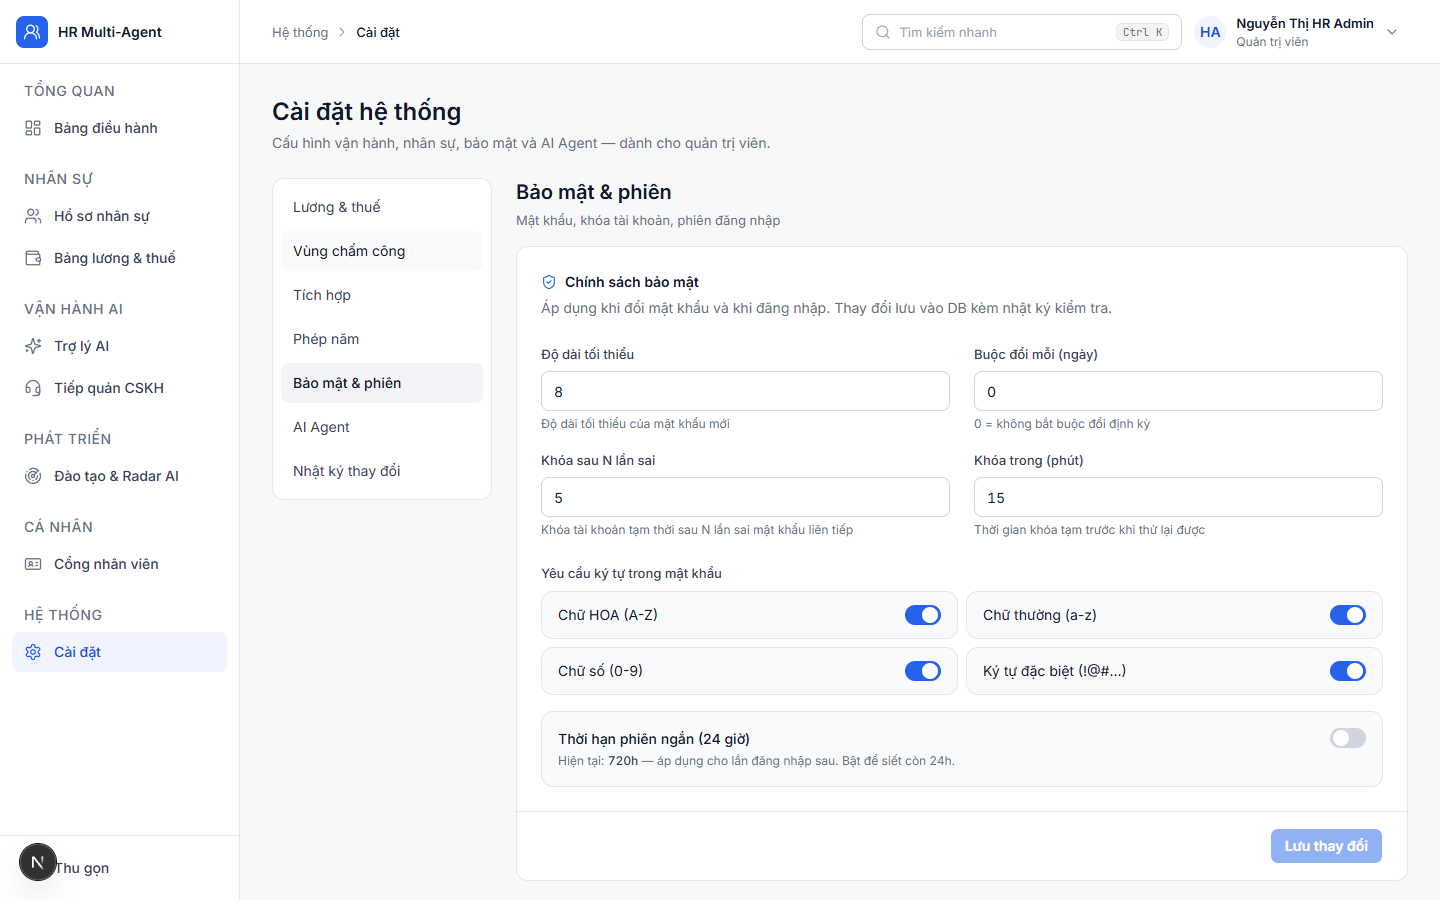 HR Multi-Agent
Hệ thống > Cài đặt
Tìm kiếm nhanh
Ctrl K
HA
Nguyễn Thị HR Admin
Quản trị viên
TỔNG QUAN
Bảng điều hành
NHÂN SỰ
Hồ sơ nhân sự
Bảng lương & thuế
VẬN HÀNH AI
Trợ lý AI
Tiếp quản CSKH
PHÁT TRIỂN
Đào tạo & Radar AI
CÁ NHÂN
Cổng nhân viên
HỆ THỐNG
Cài đặt
N
Thu gọn
Cài đặt hệ thống
Cấu hình vận hành, nhân sự, bảo mật và AI Agent — dành cho quản trị viên.
Lương & thuế
Vùng chấm công
Tích hợp
Phép năm
Bảo mật & phiên
AI Agent
Nhật ký thay đổi
Bảo mật & phiên
Mật khẩu, khóa tài khoản, phiên đăng nhập
Chính sách bảo mật
Áp dụng khi đổi mật khẩu và khi đăng nhập. Thay đổi lưu vào DB kèm nhật ký kiểm tra.
Độ dài tối thiểu
8
Độ dài tối thiểu của mật khẩu mới
Buộc đổi mỗi (ngày)
0
0 = không bắt buộc đổi định kỳ
Khóa sau N lần sai
5
Khóa tài khoản tạm thời sau N lần sai mật khẩu liên tiếp
Khóa trong (phút)
15
Thời gian khóa tạm trước khi thử lại được
Yêu cầu ký tự trong mật khẩu
Chữ HOA (A-Z)
Chữ thường (a-z)
Chữ số (0-9)
Ký tự đặc biệt (!@#...)
Thời hạn phiên ngắn (24 giờ)
Hiện tại: 720h — áp dụng cho lần đăng nhập sau. Bật để siết còn 24h.
Lưu thay đổi